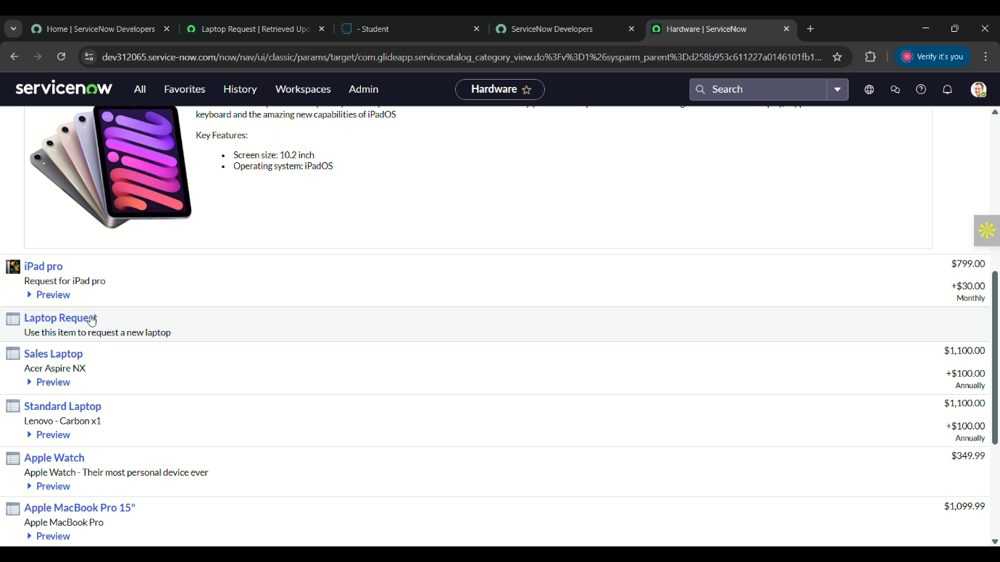 Home | ServiceNow Developers
Laptop Request | Retrieved Upd
- Student
ServiceNow Developers
Hardware | ServiceNow
dev312065.service-now.com/now/nav/ui/classic/params/target/com.glideapp.servicecatalog_category_view.do%3Fv%3D1%26sysparm_parent%3Dd258b953c611227a0146101fb1...
Verify it's you
servicenow
All
Favorites
History
Workspaces
Admin
Hardware
Search
keyboard and the amazing new capabilities of iPadOS
Key Features:
• Screen size: 10.2 inch
• Operating system: iPadOS
iPad pro
$799.00
Request for iPad pro
+$30.00
Preview
Monthly
Laptop Request
Use this item to request a new laptop
Sales Laptop
$1,100.00
Acer Aspire NX
+$100.00
Preview
Annually
Standard Laptop
$1,100.00
Lenovo - Carbon x1
+$100.00
Preview
Annually
Apple Watch
$349.99
Apple Watch - Their most personal device ever
Preview
Apple MacBook Pro 15"
$1,099.99
Apple MacBook Pro
Preview